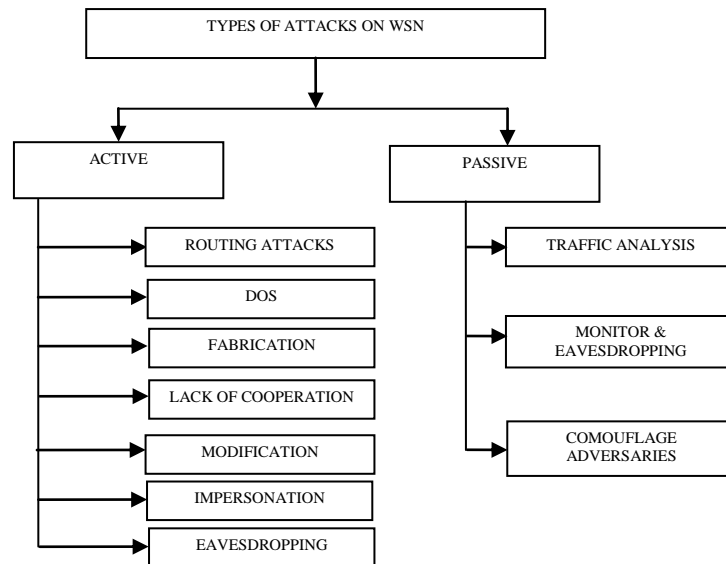 TYPES OF ATTACKS ON WSN
ACTIVE
PASSIVE
ROUTING ATTACKS
DOS
FABRICATION
LACK OF COOPERATION
MODIFICATION
IMPERSONATION
EAVESDROPPING
TRAFFIC ANALYSIS
MONITOR &
EAVESDROPPING
COMOUFLAGE
ADVERSARIES